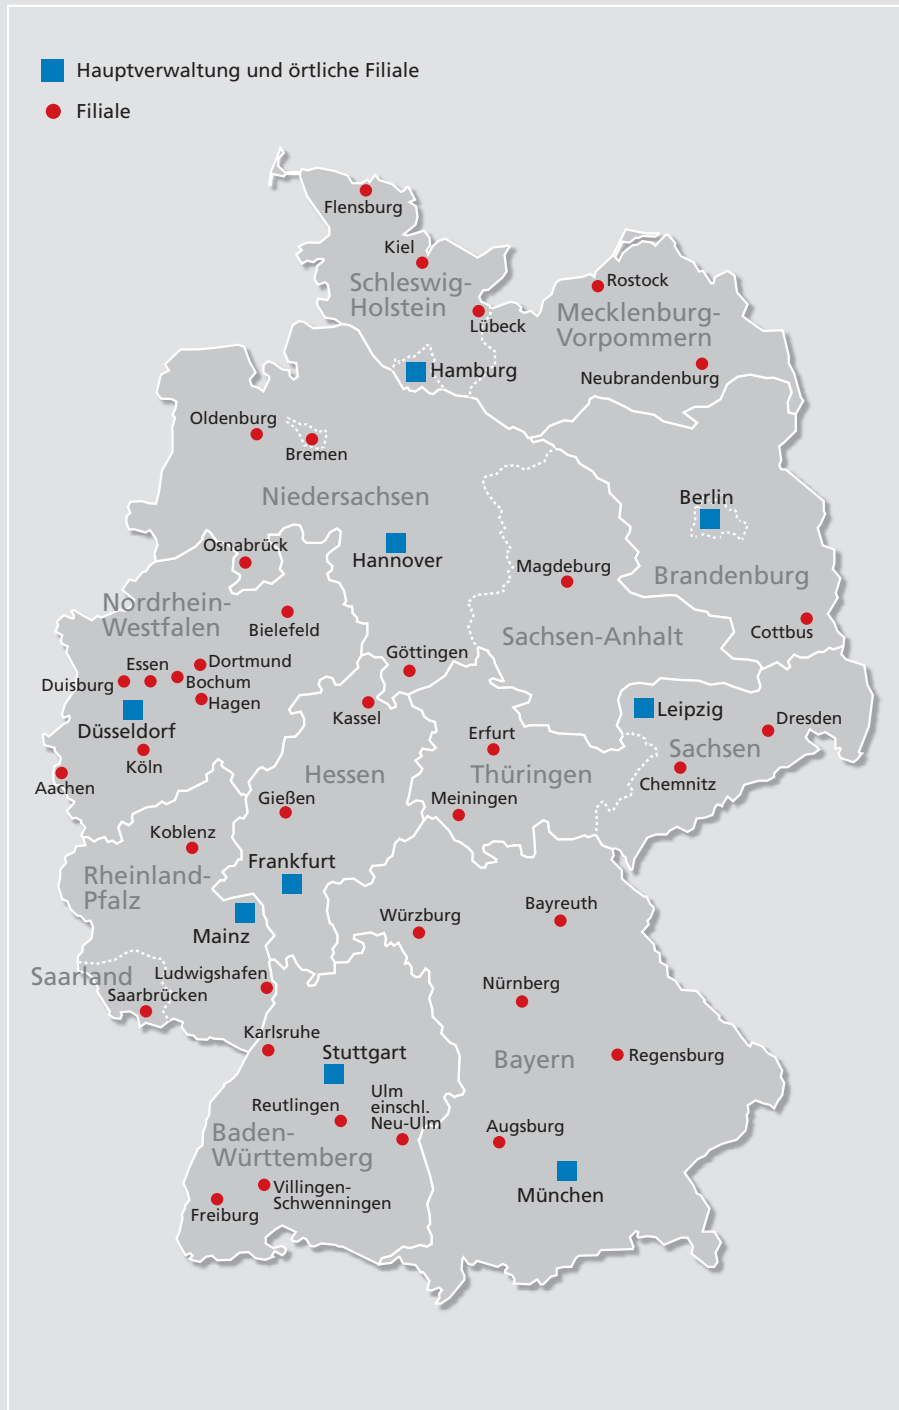 Hauptverwaltung und örtliche Filiale
Filiale
Flensburg
Kiel
Schleswig-
Holstein
Rostock
Mecklenburg-
Vorpommern
Lübeck
Hamburg
Neubrandenburg
Oldenburg
Bremen
Niedersachsen
Berlin
Osnabrück
Hannover
Magdeburg
Brandenburg
Nordrhein-
Westfalen
Bielefeld
Sachsen-Anhalt
Cottbus
Göttingen
Essen
Dortmund
Duisburg
Bochum
Hagen
Kassel
Leipzig
Dresden
Düsseldorf
Erfurt
Sachsen
Köln
Hessen
Thüringen
Chemnitz
Aachen
Gießen
Meiningen
Koblenz
Frankfurt
Rheinland-
Pfalz
Bayreuth
Würzburg
Mainz
Saarland
Ludwigshafen
Saarbrücken
Nürnberg
Karlsruhe
Stuttgart
Bayern
Regensburg
Ulm
einschl.
Neu-Ulm
Reutlingen
Augsburg
Baden-
Württemberg
Villingen-
Schwenningen
München
Freiburg